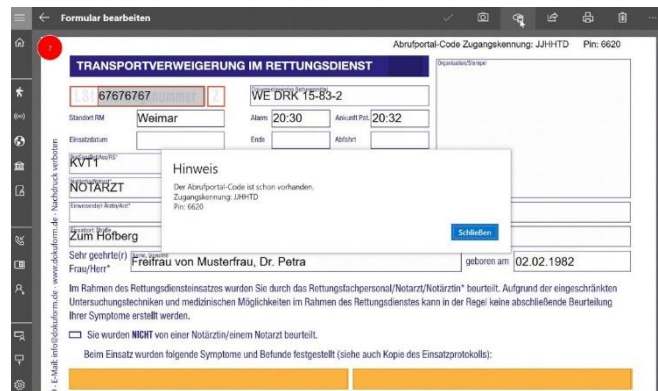 Formular bearbeiten
Abrufportal-Code Zugangskennung: JJHHTD Pin: 6620
7
TRANSPORTVERWEIGERUNG IM RETTUNGSDIENST
Organisation/Stempel
67676767
WE DRK 15-83-2
Standort RM Weimar Alarm 20:30 Ankunft Pat. 20:32
Einsatzdatum Ende Abfahrt
KVT1
NOTARZT
Zum Hofberg
Hinweis
Der Abrufportal-Code ist schon vorhanden.
Zugangskennung: JJHHTD
Pin: 6620
Schließen
Sehr geehrte(r)
Frau/Herr* Freifrau von Musterfrau, Dr. Petra geboren am 02.02.1982
Im Rahmen des Rettungsdiensteinsatzes wurden Sie durch das Rettungsfachpersonal/Notarzt/Notärztin* beurteilt. Aufgrund der eingeschränkten
Untersuchungstechniken und medizinischen Möglichkeiten im Rahmen des Rettungsdienstes kann in der Regel keine abschließende Beurteilung
Ihrer Symptome erstellt werden.
Sie wurden NICHT von einer Notärztin/einem Notarzt beurteilt.
Beim Einsatz wurden folgende Symptome und Befunde festgestellt (siehe auch Kopie des Einsatzprotokolls):
E-Mail: info@dokuform.de · www.dokuform.de · Nachdruck verboten